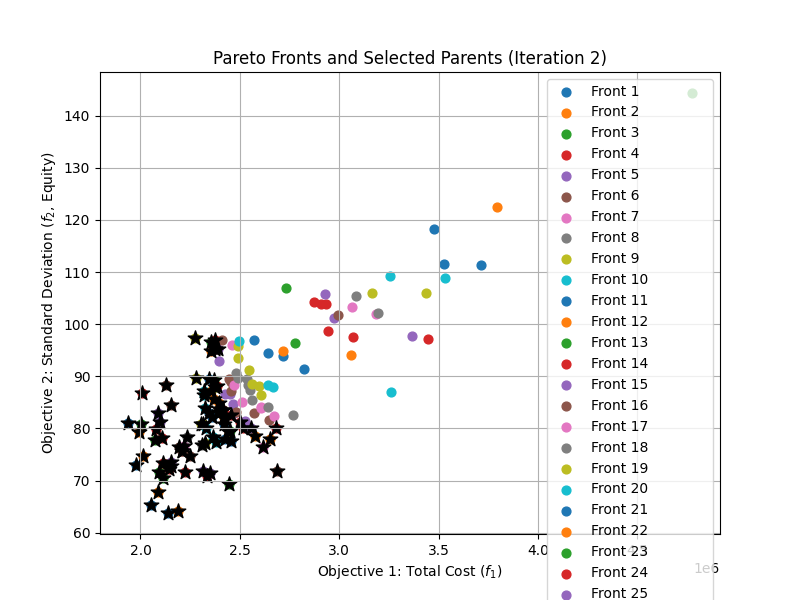 Pareto Fronts and Selected Parents (Iteration 2)
Objective 2: Standard Deviation (f₂, Equity)
140
130
120
110
100
90
80
70
60
2.0
2.5
3.0
3.5
4.0
1e6
Objective 1: Total Cost (f₁)
Front 1
Front 2
Front 3
Front 4
Front 5
Front 6
Front 7
Front 8
Front 9
Front 10
Front 11
Front 12
Front 13
Front 14
Front 15
Front 16
Front 17
Front 18
Front 19
Front 20
Front 21
Front 22
Front 23
Front 24
Front 25